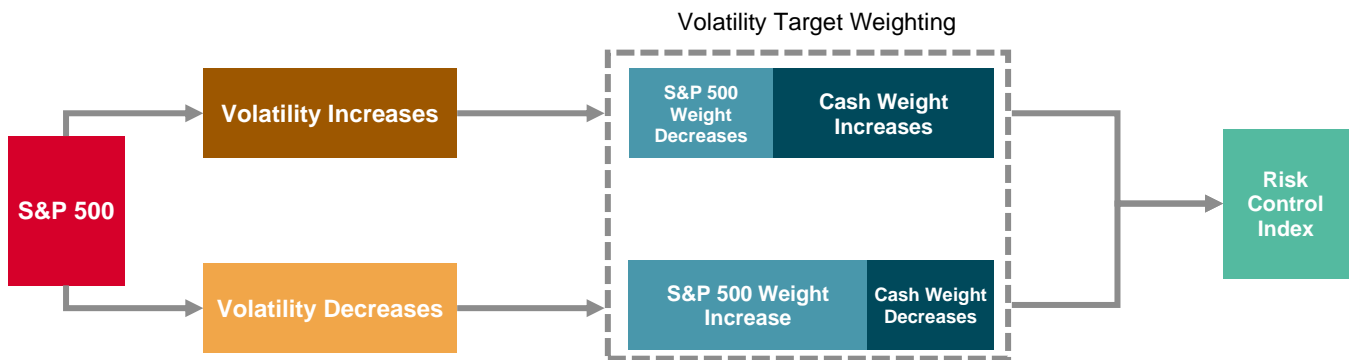 Volatility Target Weighting
S&P 500
Volatility Increases
S&P 500
Weight
Decreases
Cash Weight
Increases
Volatility Decreases
S&P 500 Weight
Increase
Cash Weight
Decreases
Risk
Control
Index